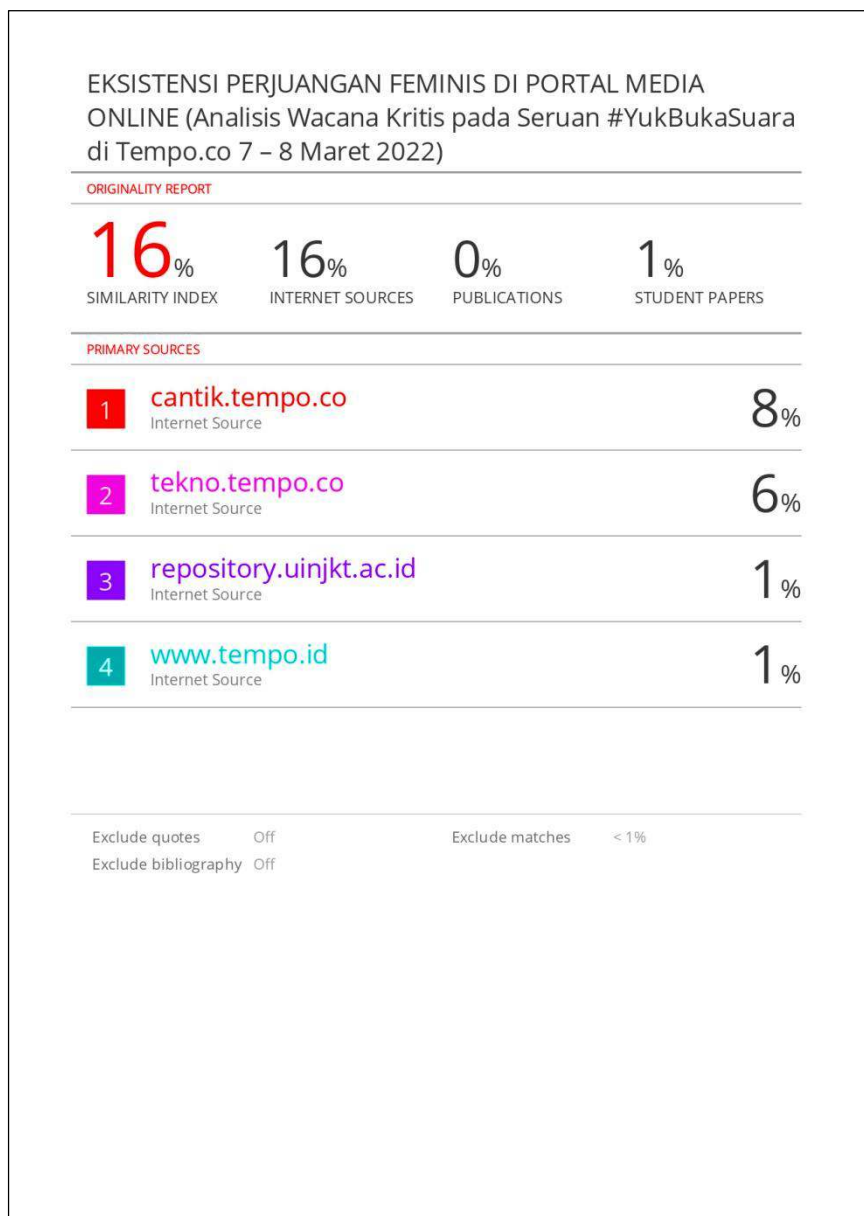 EKSISTENSI PERJUANGAN FEMINIS DI PORTAL MEDIA
ONLINE (Analisis Wacana Kritis pada Seruan #YukBukaSuara
di Tempo.co 7 – 8 Maret 2022)
ORIGINALITY REPORT
16% 16% 0% 1%
SIMILARITY INDEX INTERNET SOURCES PUBLICATIONS STUDENT PAPERS
PRIMARY SOURCES
1 cantik.tempo.co 8%
Internet Source
2 tekno.tempo.co 6%
Internet Source
3 repository.uinjkt.ac.id 1%
Internet Source
4 www.tempo.id 1%
Internet Source
Exclude quotes Off Exclude matches < 1%
Exclude bibliography Off